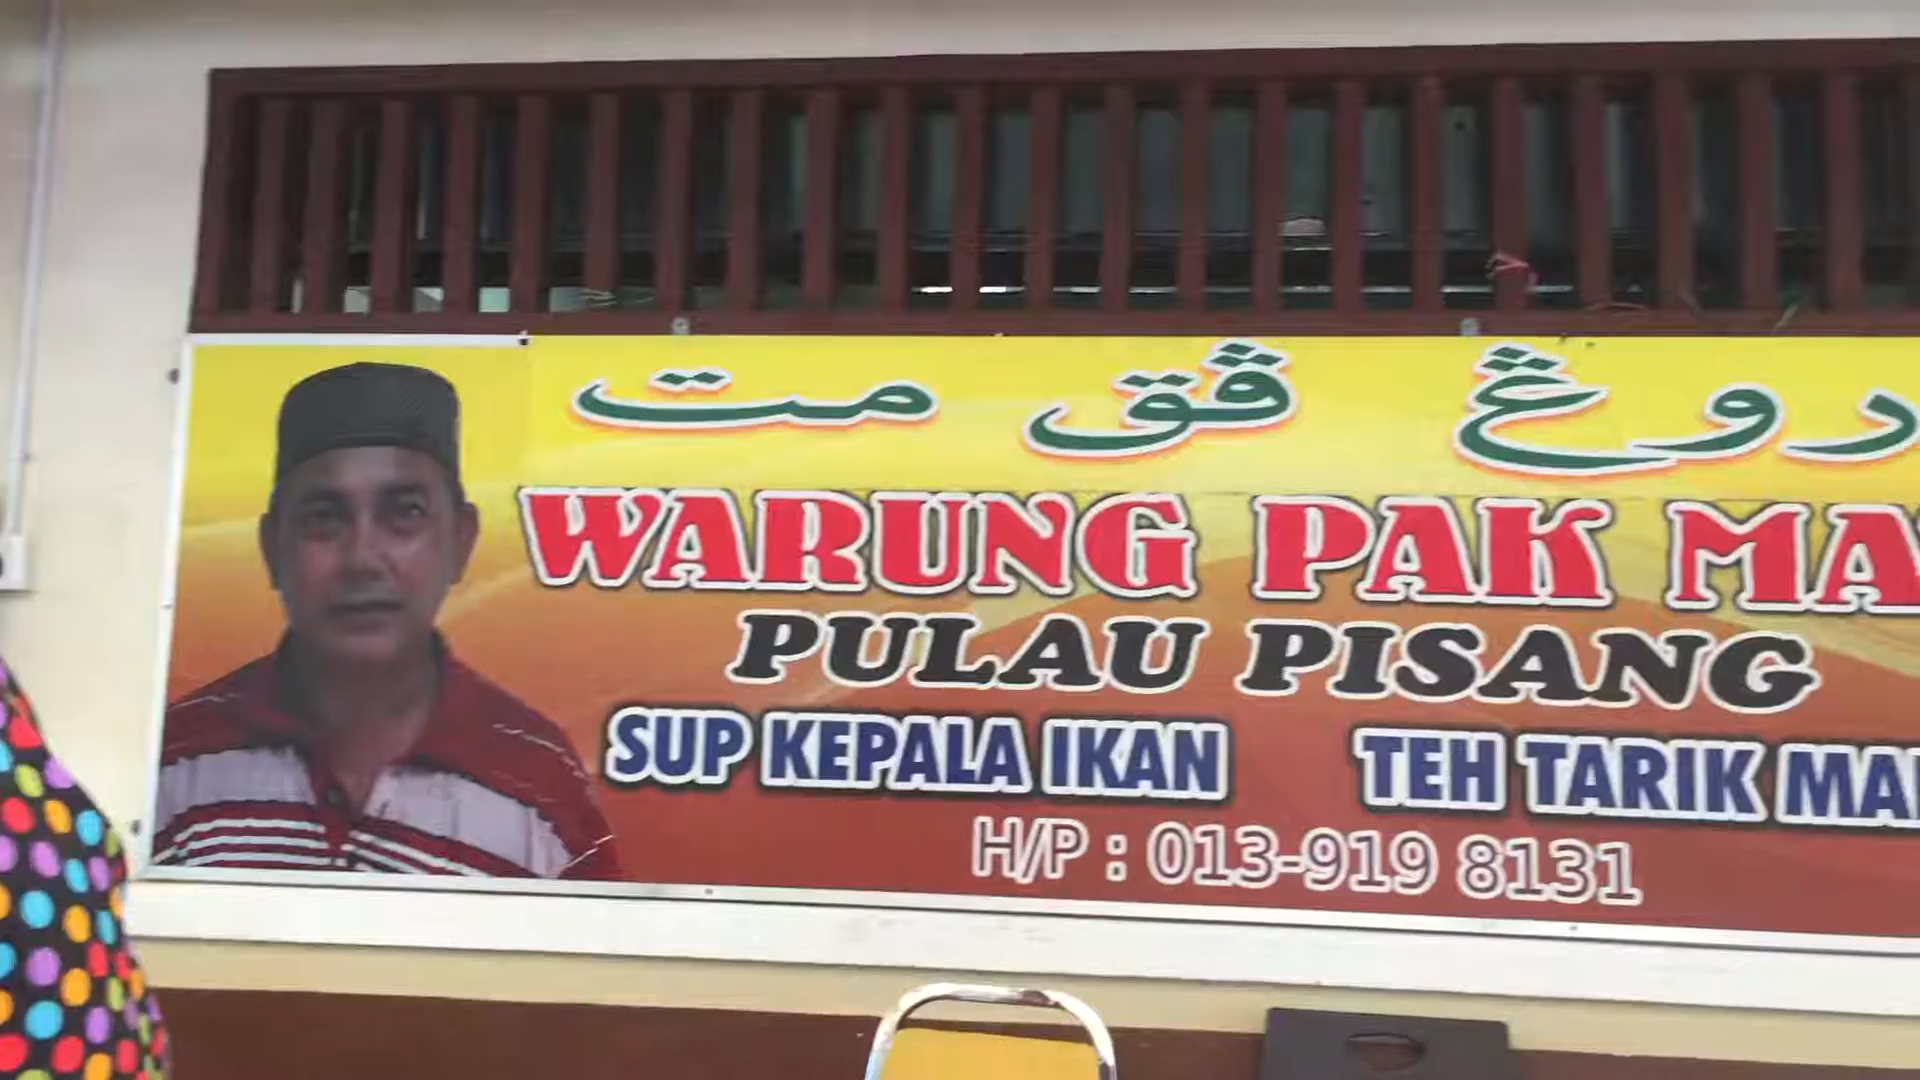 روڠ ڤق مت
WARUNG PAK MA
PULAU PISANG
SUP KEPALA IKAN TEH TARIK MA
H/P : 013-919 8131